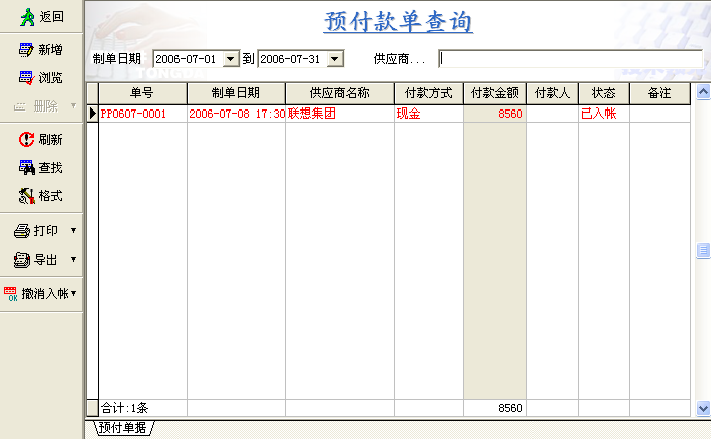 返回
新增
浏览
删除
刷新
查找
格式
打印
导出
撤消入帐
预付款单查询
制单日期 2006-07-01 到 2006-07-31 供应商...
单号 制单日期 供应商名称 付款方式 付款金额 付款人 状态 备注
PP0607-0001 2006-07-08 17:30 联想集团 现金 8560 已入帐
合计:1条 8560
预付单据